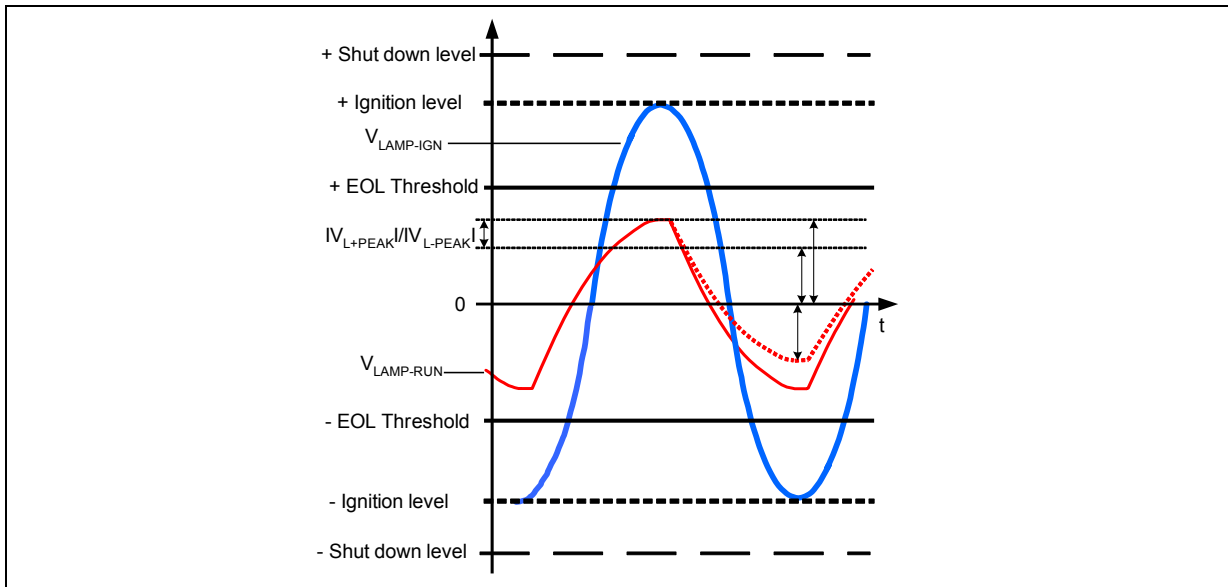 + Shut down level
+ Ignition level
VLAMP-IGN
+ EOL Threshold
IVL+PEAKI/IVL-PEAKI
0
t
VLAMP-RUN
- EOL Threshold
- Ignition level
- Shut down level